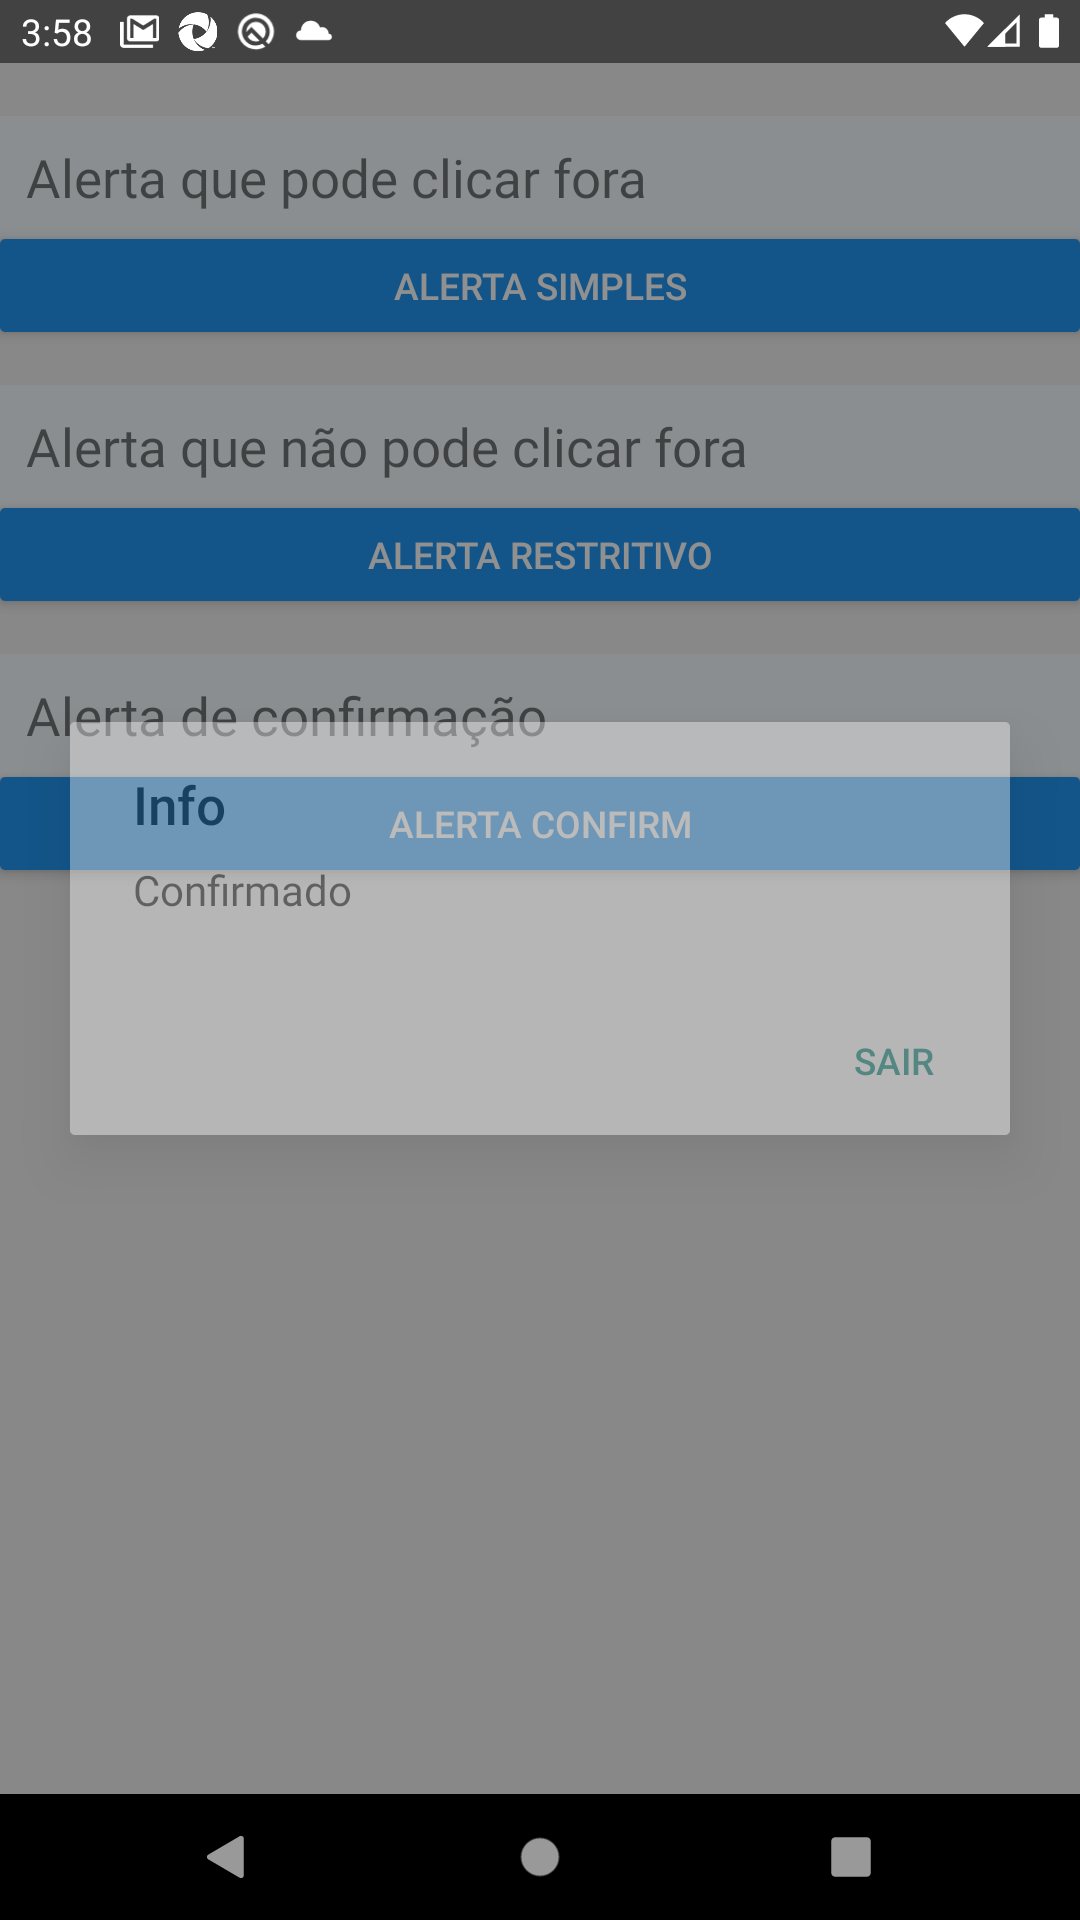 3:58
Alerta que pode clicar fora
ALERTA SIMPLES
Alerta que não pode clicar fora
ALERTA RESTRITIVO
Alerta de confirmação
Info
ALERTA CONFIRM
Confirmado
SAIR